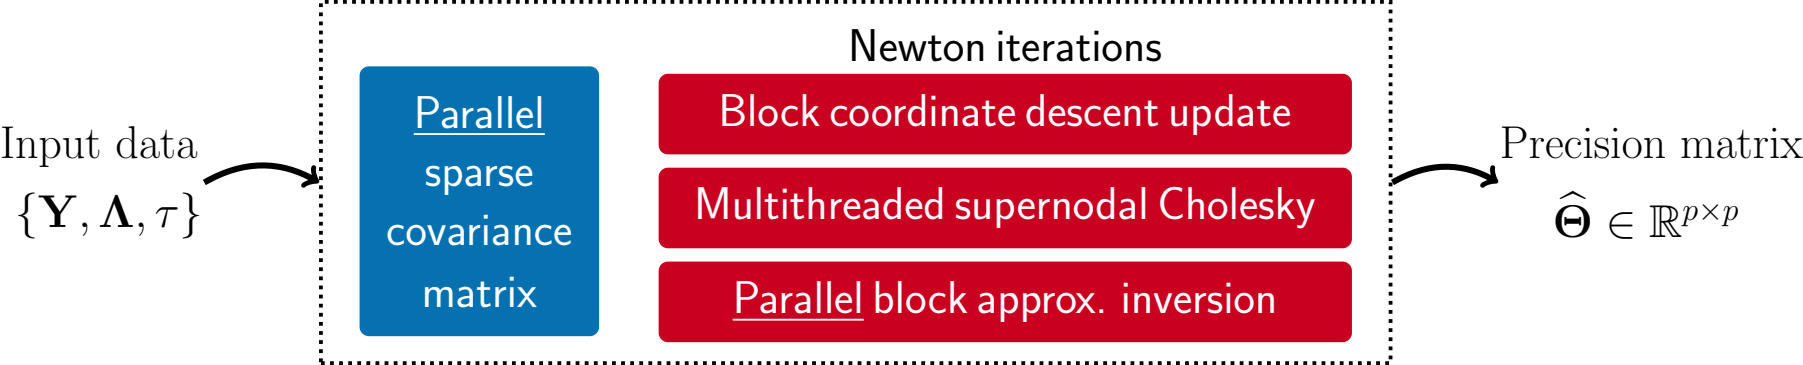 Input data
{Y, Λ, τ}
Parallel
sparse
covariance
matrix
Newton iterations
Block coordinate descent update
Multithreaded supernodal Cholesky
Parallel block approx. inversion
Precision matrix
Θ̂ ∈ ℝᵖˣᵖ